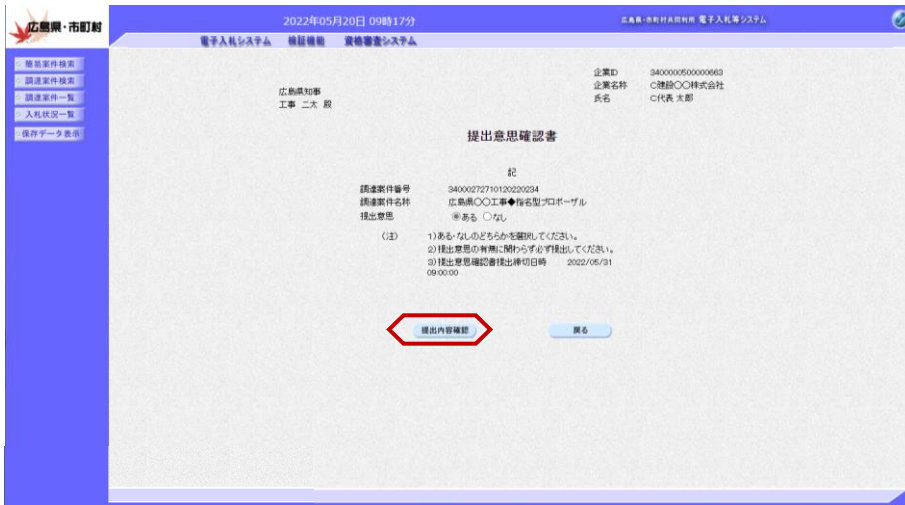 広島県・市町村
2022年05月20日 09時17分
広島県・市町村共同利用 電子入札等システム
電子入札システム 検証機能 資格審査システム
簡易案件検索
調達案件検索
調達案件一覧
入札状況一覧
保存データ表示
企業ID 3400000500000663
企業名称 C建設〇〇株式会社
氏名 C代表 太郎
広島県知事
工事 二太 殿
提出意思確認書
記
調達案件番号 34000272710120220234
調達案件名称 広島県〇〇工事◆指名型プロポーザル
提出意思 ある なし
(注) 1)ある・なしのどちらかを選択してください。
2)提出意思の有無に関わらず必ず提出してください。
3)提出意思確認書提出締切日時 2022/05/31
09:00:00
提出内容確認 戻る